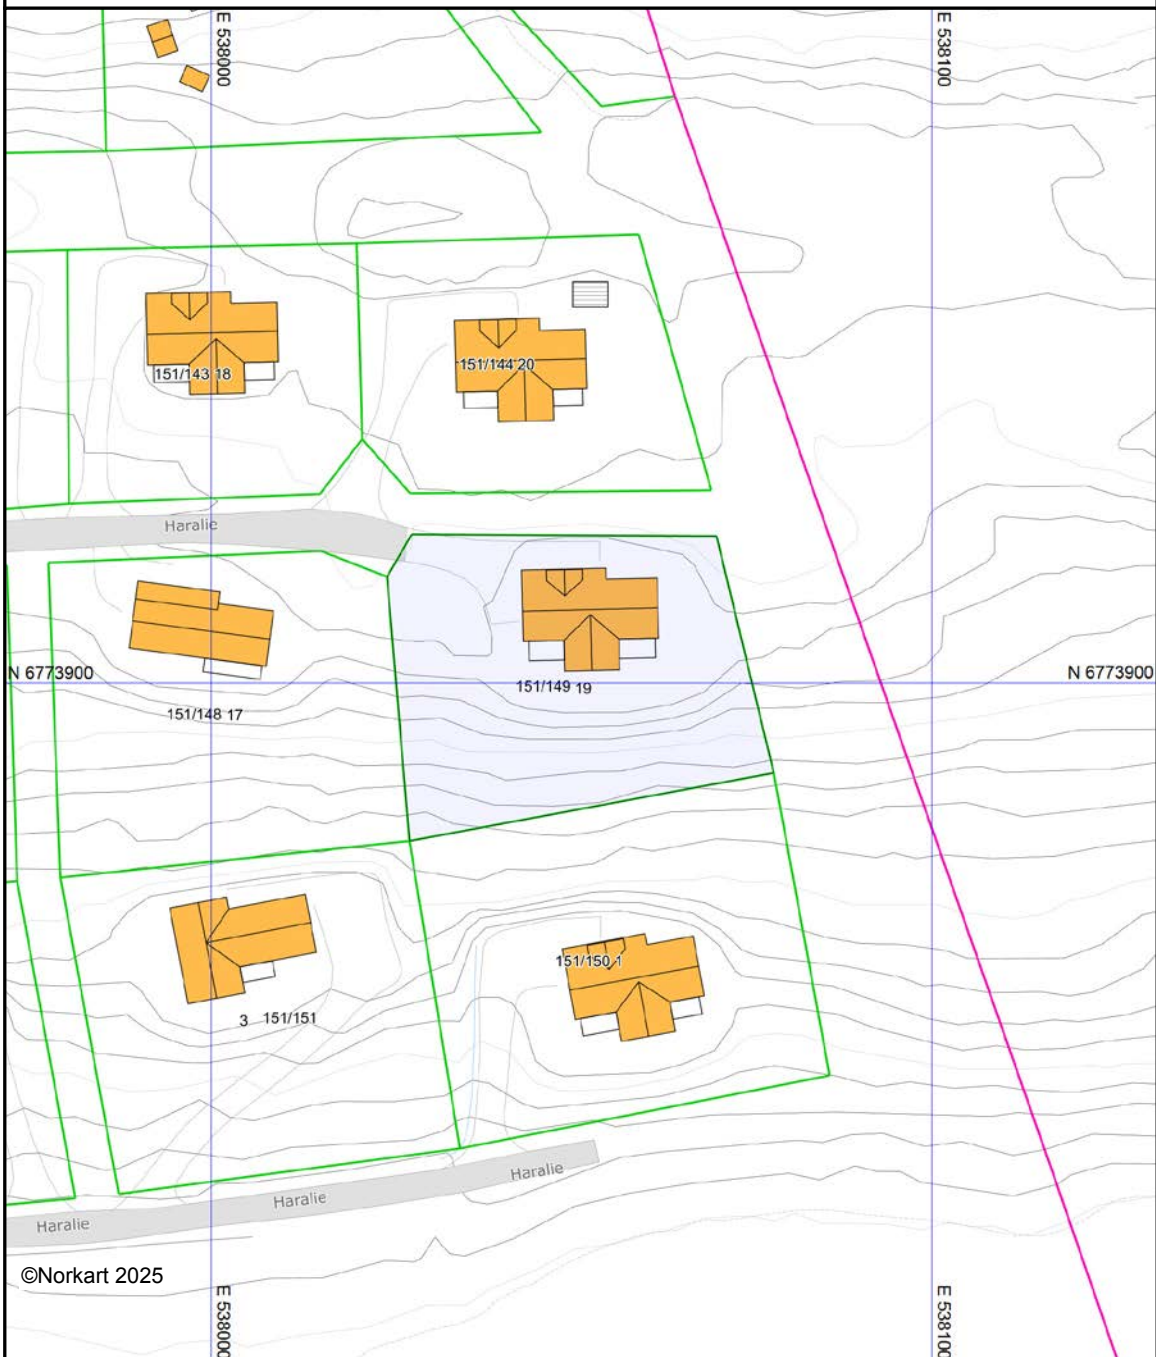 E 538000
E 538100
151/143 18
151/144 20
Haralie
N 6773900
N 6773900
151/149 19
151/148 17
151/150 1
3 151/151
Haralie
Haralie
Haralie
©Norkart 2025
E 538000
E 538100